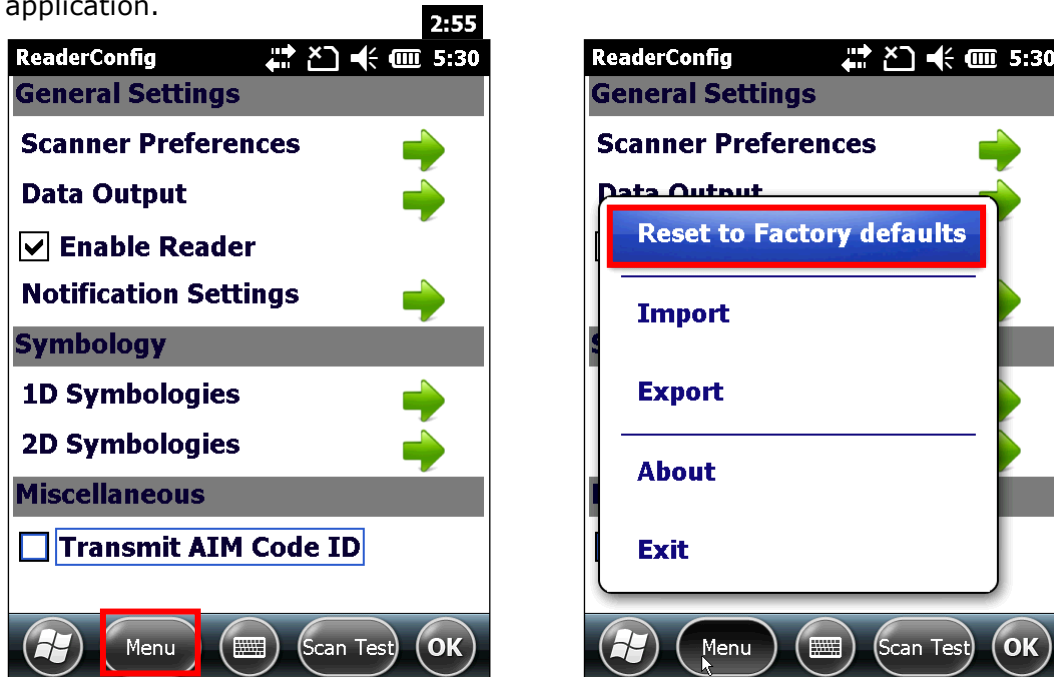 application.
2:55
ReaderConfig 5:30
General Settings
Scanner Preferences
Data Output
Enable Reader
Notification Settings
Symbology
1D Symbologies
2D Symbologies
Miscellaneous
Transmit AIM Code ID
Menu Scan Test OK
ReaderConfig 5:30
General Settings
Scanner Preferences
Data Output
Reset to Factory defaults
Import
Export
About
Exit
Menu Scan Test OK